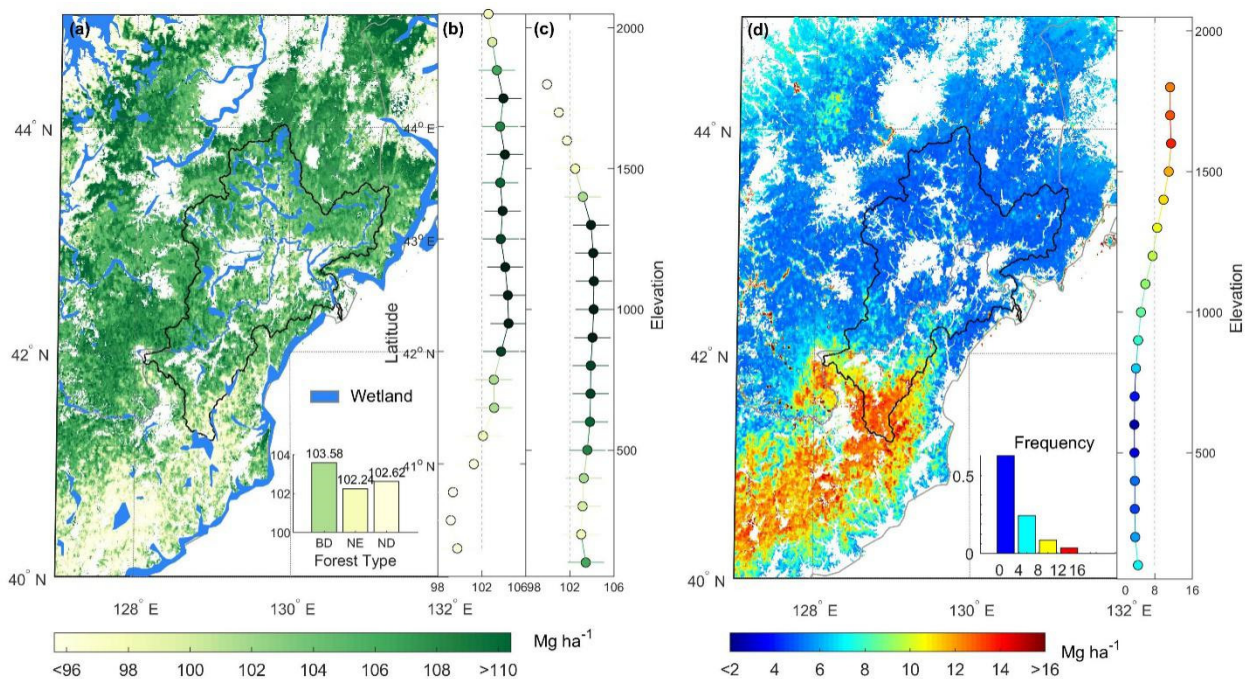 (a)
(b)
(c)
(d)
2000
2000
44° N
44° E
44° N
1500
1500
43° E
Elevation
Elevation
1000
1000
Latitude
42° N
42° N
42° N
Wetland
Frequency
500
500
104
103.58
102.24
102.62
102
100
BD
NE
ND
Forest Type
41° N
41° N
0.5
0
0 4 8 12 16
40° N
40° N
98 102 106
98 102 106
0 8 16
128° E
130° E
132° E
128° E
130° E
132° E
Mg ha-1
<96 98 100 102 104 106 108 >110
Mg ha-1
<2 4 6 8 10 12 14 >16